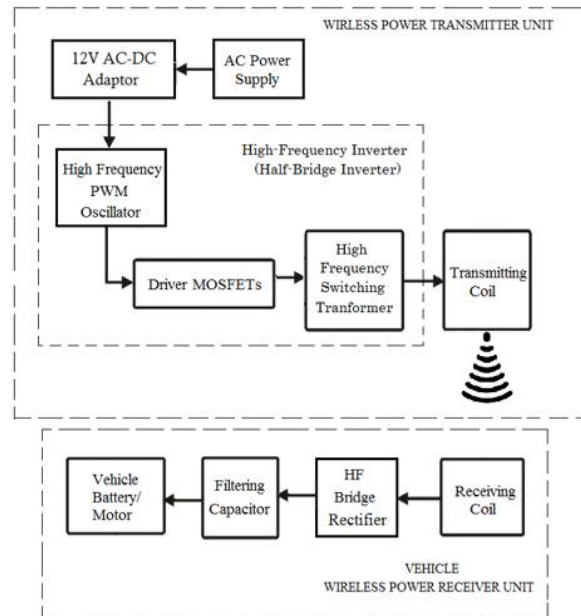 WIRLESS POWER TRANSMITTER UNIT
12V AC-DC
Adaptor
AC Power
Supply
High-Frequency Inverter
(Half-Bridge Inverter)
High Frequency
PWM
Oscillator
Driver MOSFETs
High
Frequency
Switching
Tranformer
Transmitting
Coil
Vehicle
Battery/
Motor
Filtering
Capacitor
HF
Bridge
Rectifier
Receiving
Coil
VEHICLE
WIRELESS POWER RECEIVER UNIT